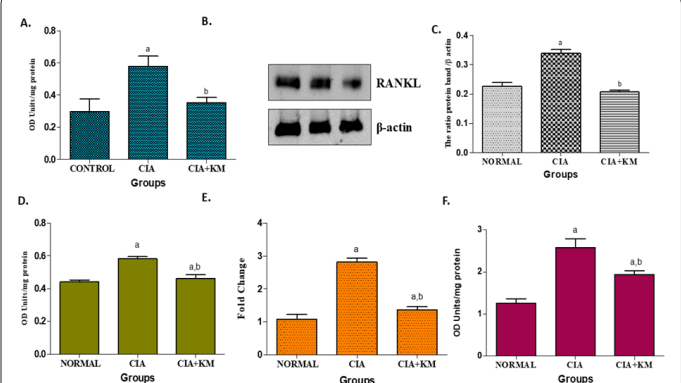 A.
0.8
0.6
0.4
0.2
0.0
OD Units/mg protein
a
b
CONTROL CIA CIA+KM
Groups
B.
RANKL
β-actin
C.
0.4
0.3
0.2
0.1
0.0
The ratio protein band /β actin
a
b
NORMAL CIA CIA+KM
Groups
D.
0.8
0.6
0.4
0.2
0.0
OD Units/mg protein
a
a,b
NORMAL CIA CIA+KM
Groups
E.
4
3
2
1
0
Fold Change
a
a,b
NORMAL CIA CIA+KM
Groups
F.
3
2
1
0
OD Units/mg protein
a
a,b
NORMAL CIA CIA+KM
Groups